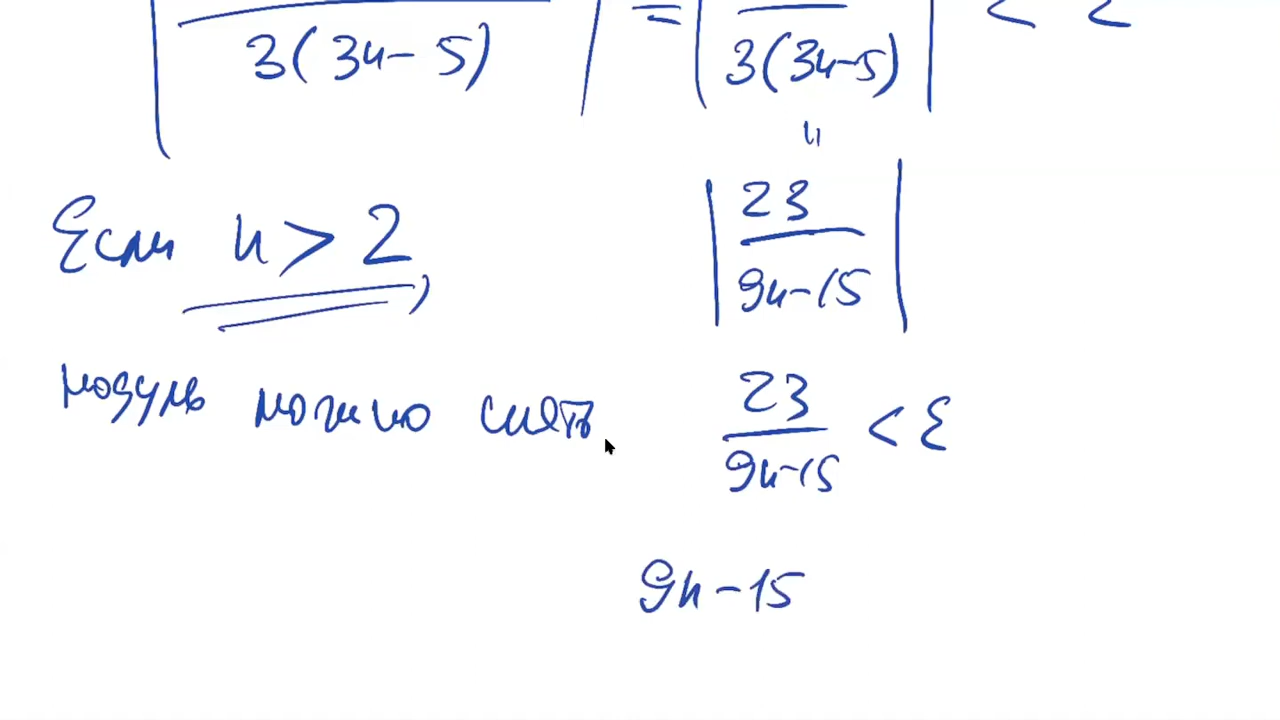 3(3n-5) = 3(3n-5) <
"
Если n > 2,
| 23 / 9n-15 |
модуль можно снять.
23 / 9n-15 < ε
9n-15